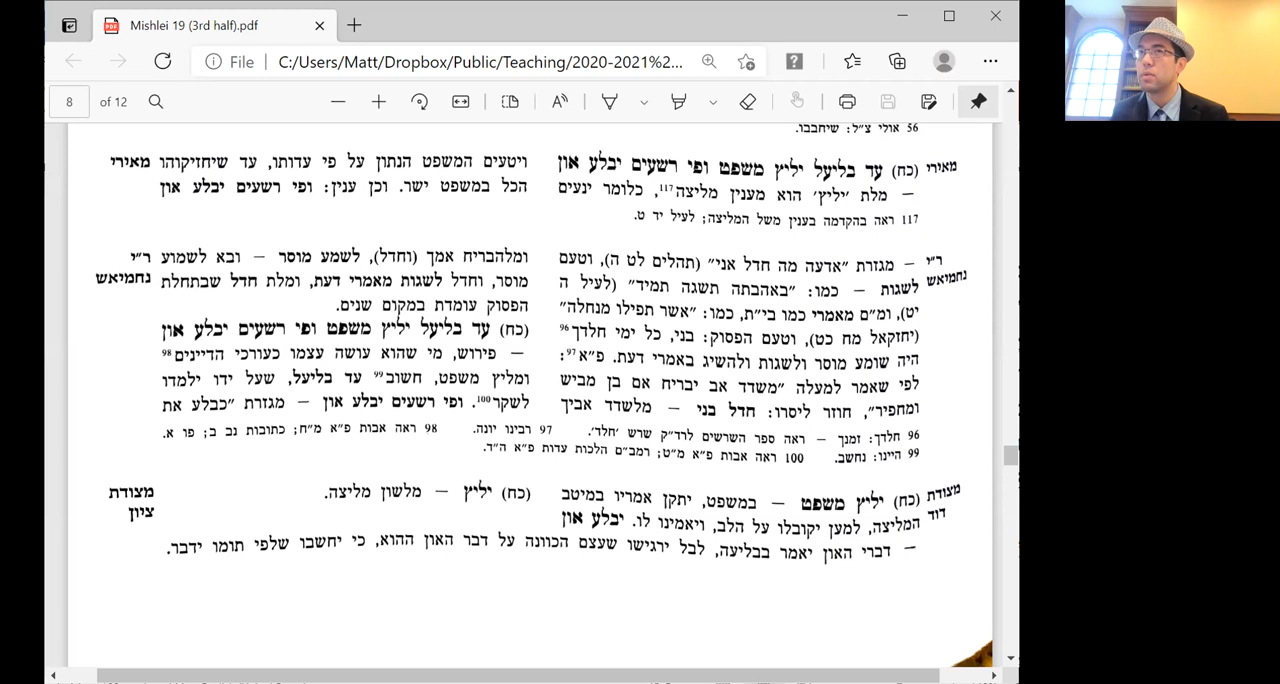 Mishlei 19 (3rd half).pdf
File
C:/Users/Matt/Dropbox/Public/Teaching/2020-2021%2...
8 of 12
56 אולי צ״ל: שיחבבו.
מאירי
(כח) עד בליעל יליץ משפט ופי רשעים יבלע און
— מלת ׳יליץ׳ הוא מענין מליצה117, כלומר ינעים
117 ראה בהקדמה בענין משל המליצה; לעיל יד ט.
ויטעים המשפט הנתון על פי עדותו, עד שיחזיקוהו
הכל במשפט ישר. וכן ענין: ופי רשעים יבלע און
מאירי
ר״י
נחמיאש
— מגזרת ״אדעה מה חדל אני״ (תהלים לט ה), וטעם
לשגות — כמו: ״באהבתה תשגה תמיד״ (לעיל ה
יט), ומ״ם מאמרי כמו בי״ת, כמו: ״אשר תפילו מנחלה״
(יחזקאל מח כט), וטעם הפסוק: בני, כל ימי חלדך96
היה שומע מוסר ולשגות ולהשיג באמרי דעת. פ״א97:
לפי שאמר למעלה ״משדד אב יבריח אם בן מביש
ומחפיר״, חוזר ליסרו: חדל בני — מלשדד אביך
ומלהבריח אמך (וחדל), לשמע מוסר — ובא לשמוע
מוסר, וחדל לשגות מאמרי דעת, ומלת חדל שבתחלת
הפסוק עומדת במקום שנים.
(כח) עד בליעל יליץ משפט ופי רשעים יבלע און
— פירוש, מי שהוא עושה עצמו כעורכי הדיינים98
ומליץ משפט, חשוב99 עד בליעל, שעל ידו ילמדו
לשקר100. ופי רשעים יבלע און — מגזרת ״כבלע את
ר״י
נחמיאש
96 חלדך: זמנך — ראה ספר השרשים לרד״ק שרש ׳חלד׳. 97 רבינו יונה. 98 ראה אבות פ״א מ״ח; כתובות נב ב; פו א.
99 היינו: נחשב. 100 ראה אבות פ״א מ״ט; רמב״ם הלכות עדות פ״א ה״ד.
מצודת
דוד
(כח) יליץ משפט — במשפט, יתקן אמריו במיטב
המליצה, למען יקובלו על הלב, ויאמינו לו. יבלע און
— דברי האון יאמר בבליעה, לבל ירגישו שעצם הכוונה על דבר האון ההוא, כי יחשבו שלפי תומו ידבר.
(כח) יליץ — מלשון מליצה.
מצודת
ציון